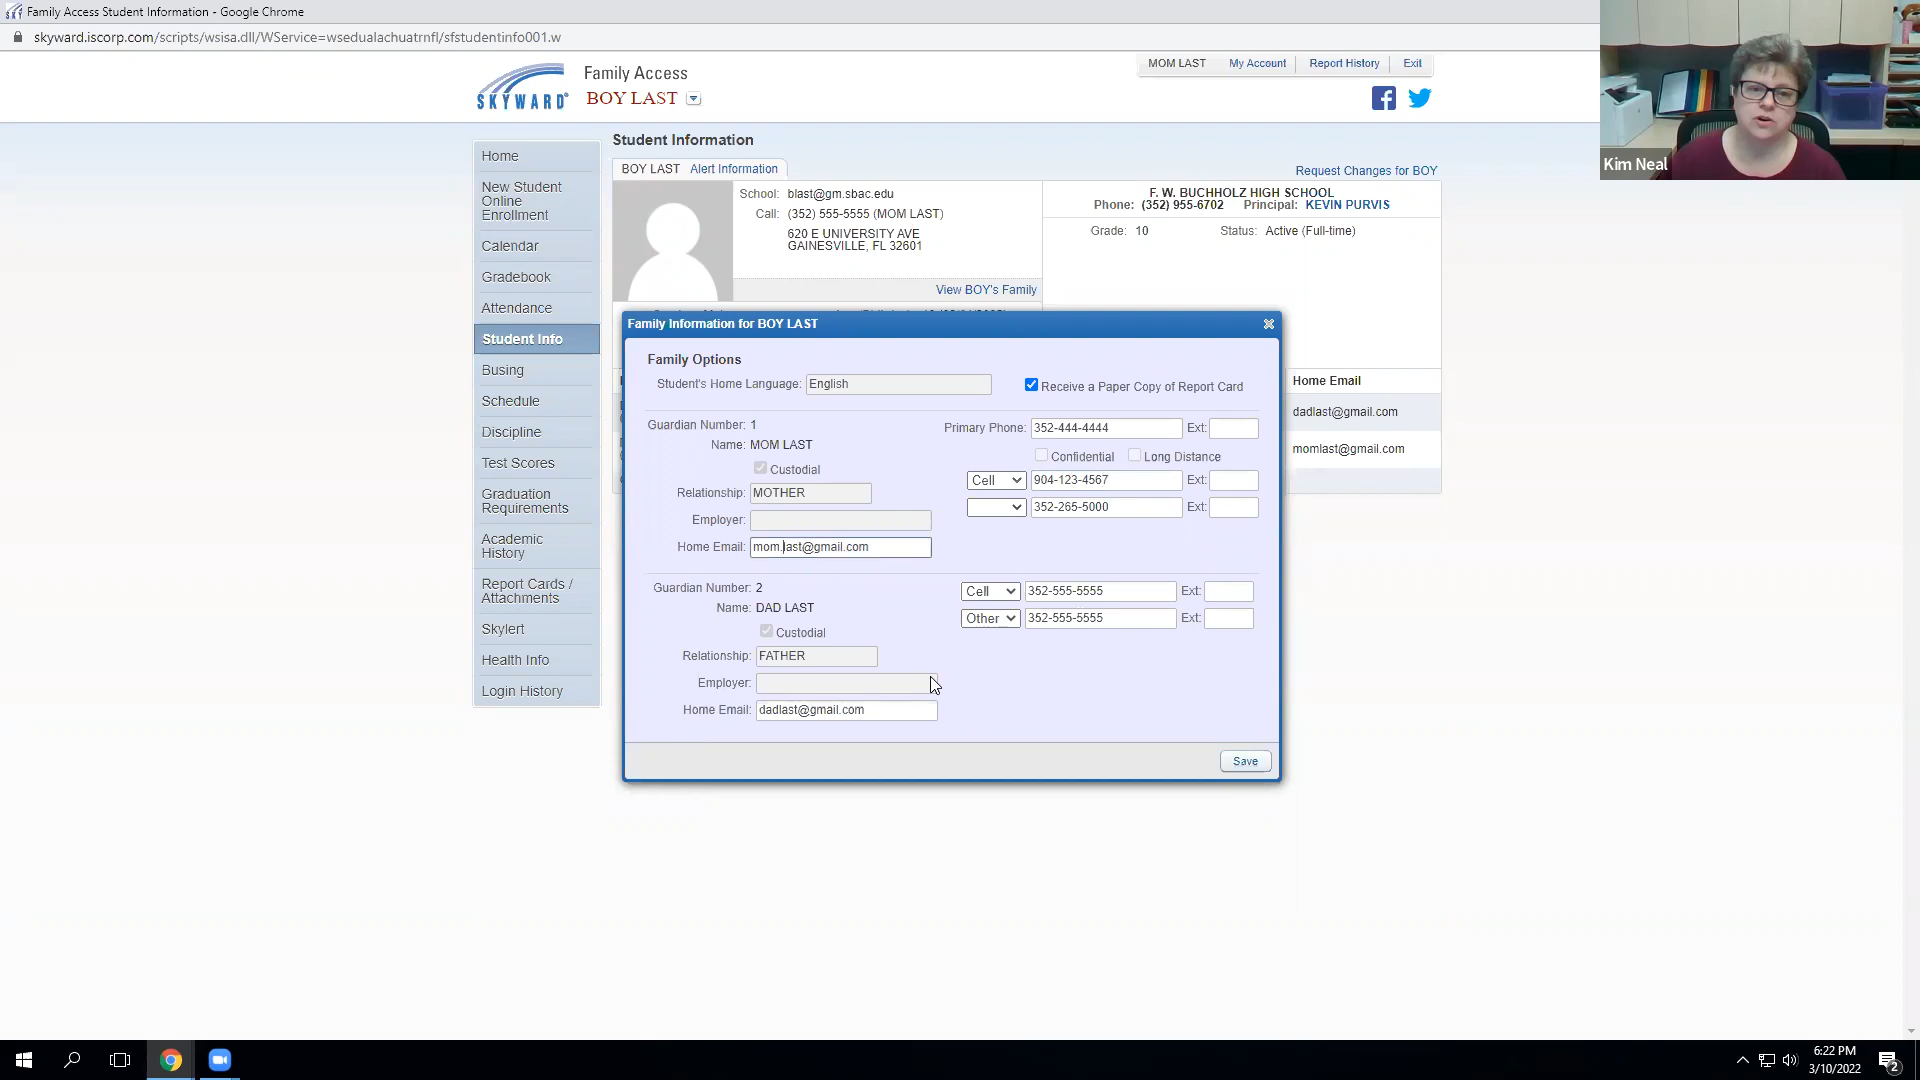 Family Access Student Information - Google Chrome
skyward.iscorp.com/scripts/wsisa.dll/WService=wsedualachuatrnfl/sfstudentinfo001.w
SKYWARD
Family Access
BOY LAST
MOM LAST
My Account
Report History
Exit
Kim Neal
Home
New Student
Online
Enrollment
Calendar
Gradebook
Attendance
Student Info
Busing
Schedule
Discipline
Test Scores
Graduation
Requirements
Academic
History
Report Cards /
Attachments
Skylert
Health Info
Login History
Student Information
BOY LAST Alert Information
Request Changes for BOY
School: blast@gm.sbac.edu
Call: (352) 555-5555 (MOM LAST)
620 E UNIVERSITY AVE
GAINESVILLE, FL 32601
View BOY's Family
F. W. BUCHHOLZ HIGH SCHOOL
Phone: (352) 955-6702 Principal: KEVIN PURVIS
Grade: 10 Status: Active (Full-time)
Home Email
dadlast@gmail.com
momlast@gmail.com
Family Information for BOY LAST
Family Options
Student's Home Language: English
Receive a Paper Copy of Report Card
Guardian Number: 1
Name: MOM LAST
Custodial
Relationship: MOTHER
Employer:
Home Email: mom.last@gmail.com
Primary Phone: 352-444-4444 Ext:
Confidential Long Distance
Cell 904-123-4567 Ext:
352-265-5000 Ext:
Guardian Number: 2
Name: DAD LAST
Custodial
Relationship: FATHER
Employer:
Home Email: dadlast@gmail.com
Cell 352-555-5555 Ext:
Other 352-555-5555 Ext:
Save
6:22 PM
3/10/2022
2